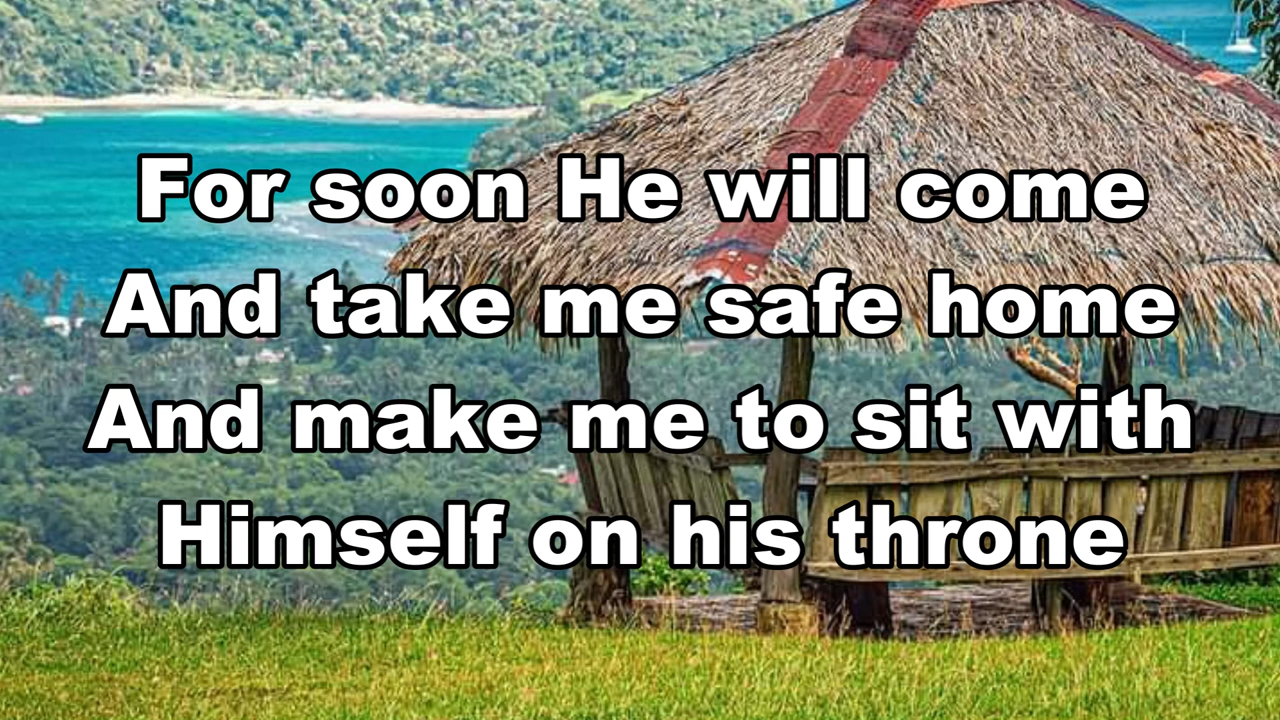 For soon He will come
And take me safe home
And make me to sit with
Himself on his throne